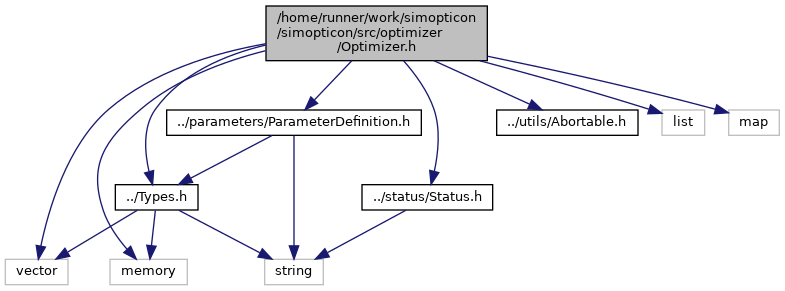 /home/runner/work/simopticon
/simopticon/src/optimizer
/Optimizer.h
../parameters/ParameterDefinition.h
../utils/Abortable.h
list
map
../Types.h
../status/Status.h
vector
memory
string